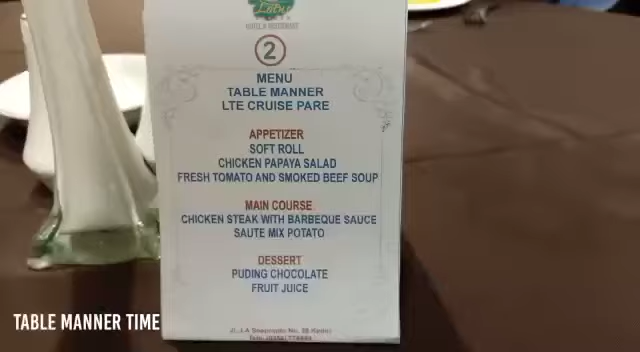 2
MENU
TABLE MANNER
LTE CRUISE PARE
APPETIZER
SOFT ROLL
CHICKEN PAPAYA SALAD
FRESH TOMATO AND SMOKED BEEF SOUP
MAIN COURSE
CHICKEN STEAK WITH BARBEQUE SAUCE
SAUTE MIX POTATO
DESSERT
PUDING CHOCOLATE
FRUIT JUICE
TABLE MANNER TIME